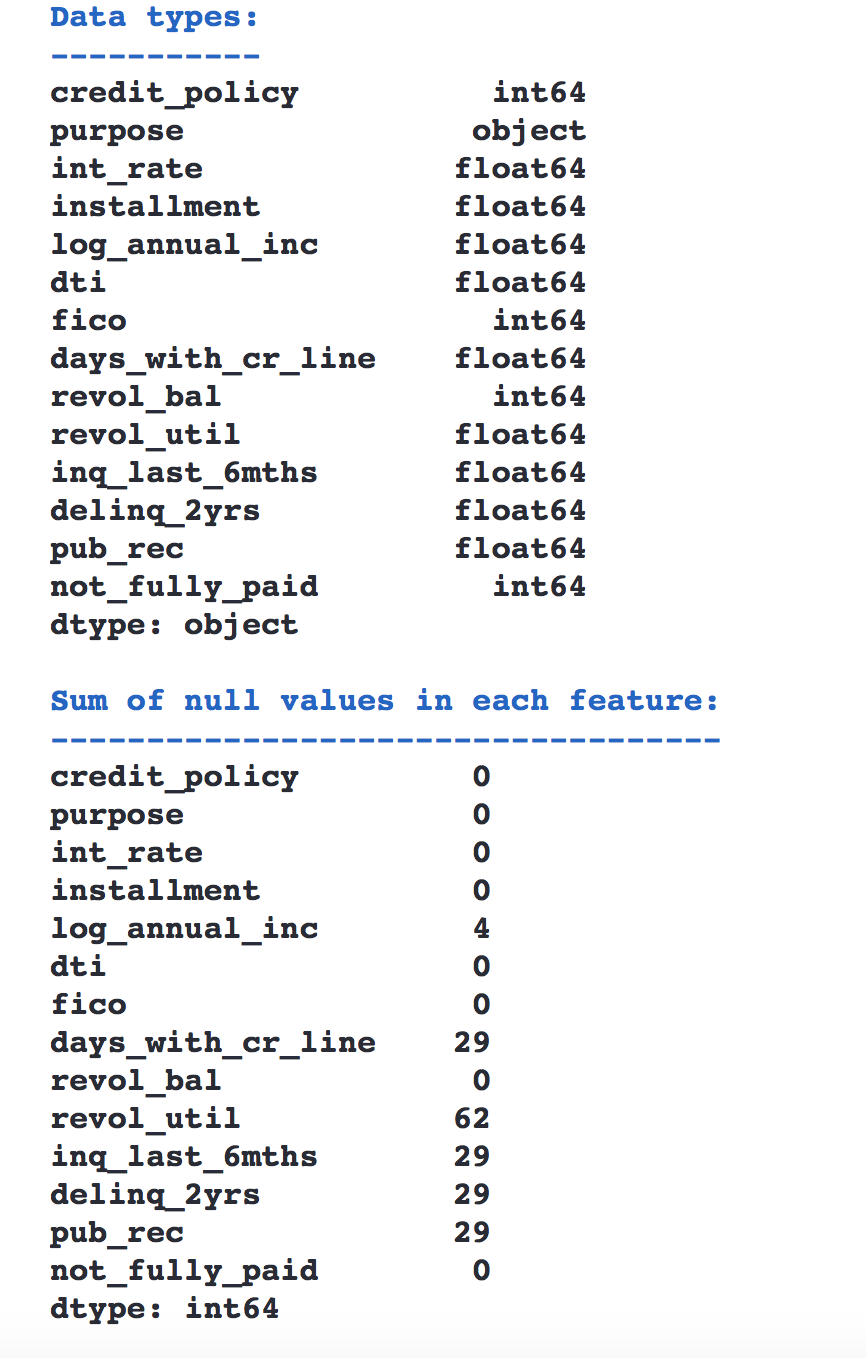 Data types:
-----------
credit_policy          int64
purpose               object
int_rate             float64
installment          float64
log_annual_inc       float64
dti                  float64
fico                   int64
days_with_cr_line    float64
revol_bal              int64
revol_util           float64
inq_last_6mths       float64
delinq_2yrs          float64
pub_rec              float64
not_fully_paid         int64
dtype: object

Sum of null values in each feature:
-----------------------------------
credit_policy         0
purpose               0
int_rate              0
installment           0
log_annual_inc        4
dti                   0
fico                  0
days_with_cr_line    29
revol_bal             0
revol_util           62
inq_last_6mths       29
delinq_2yrs          29
pub_rec              29
not_fully_paid        0
dtype: int64